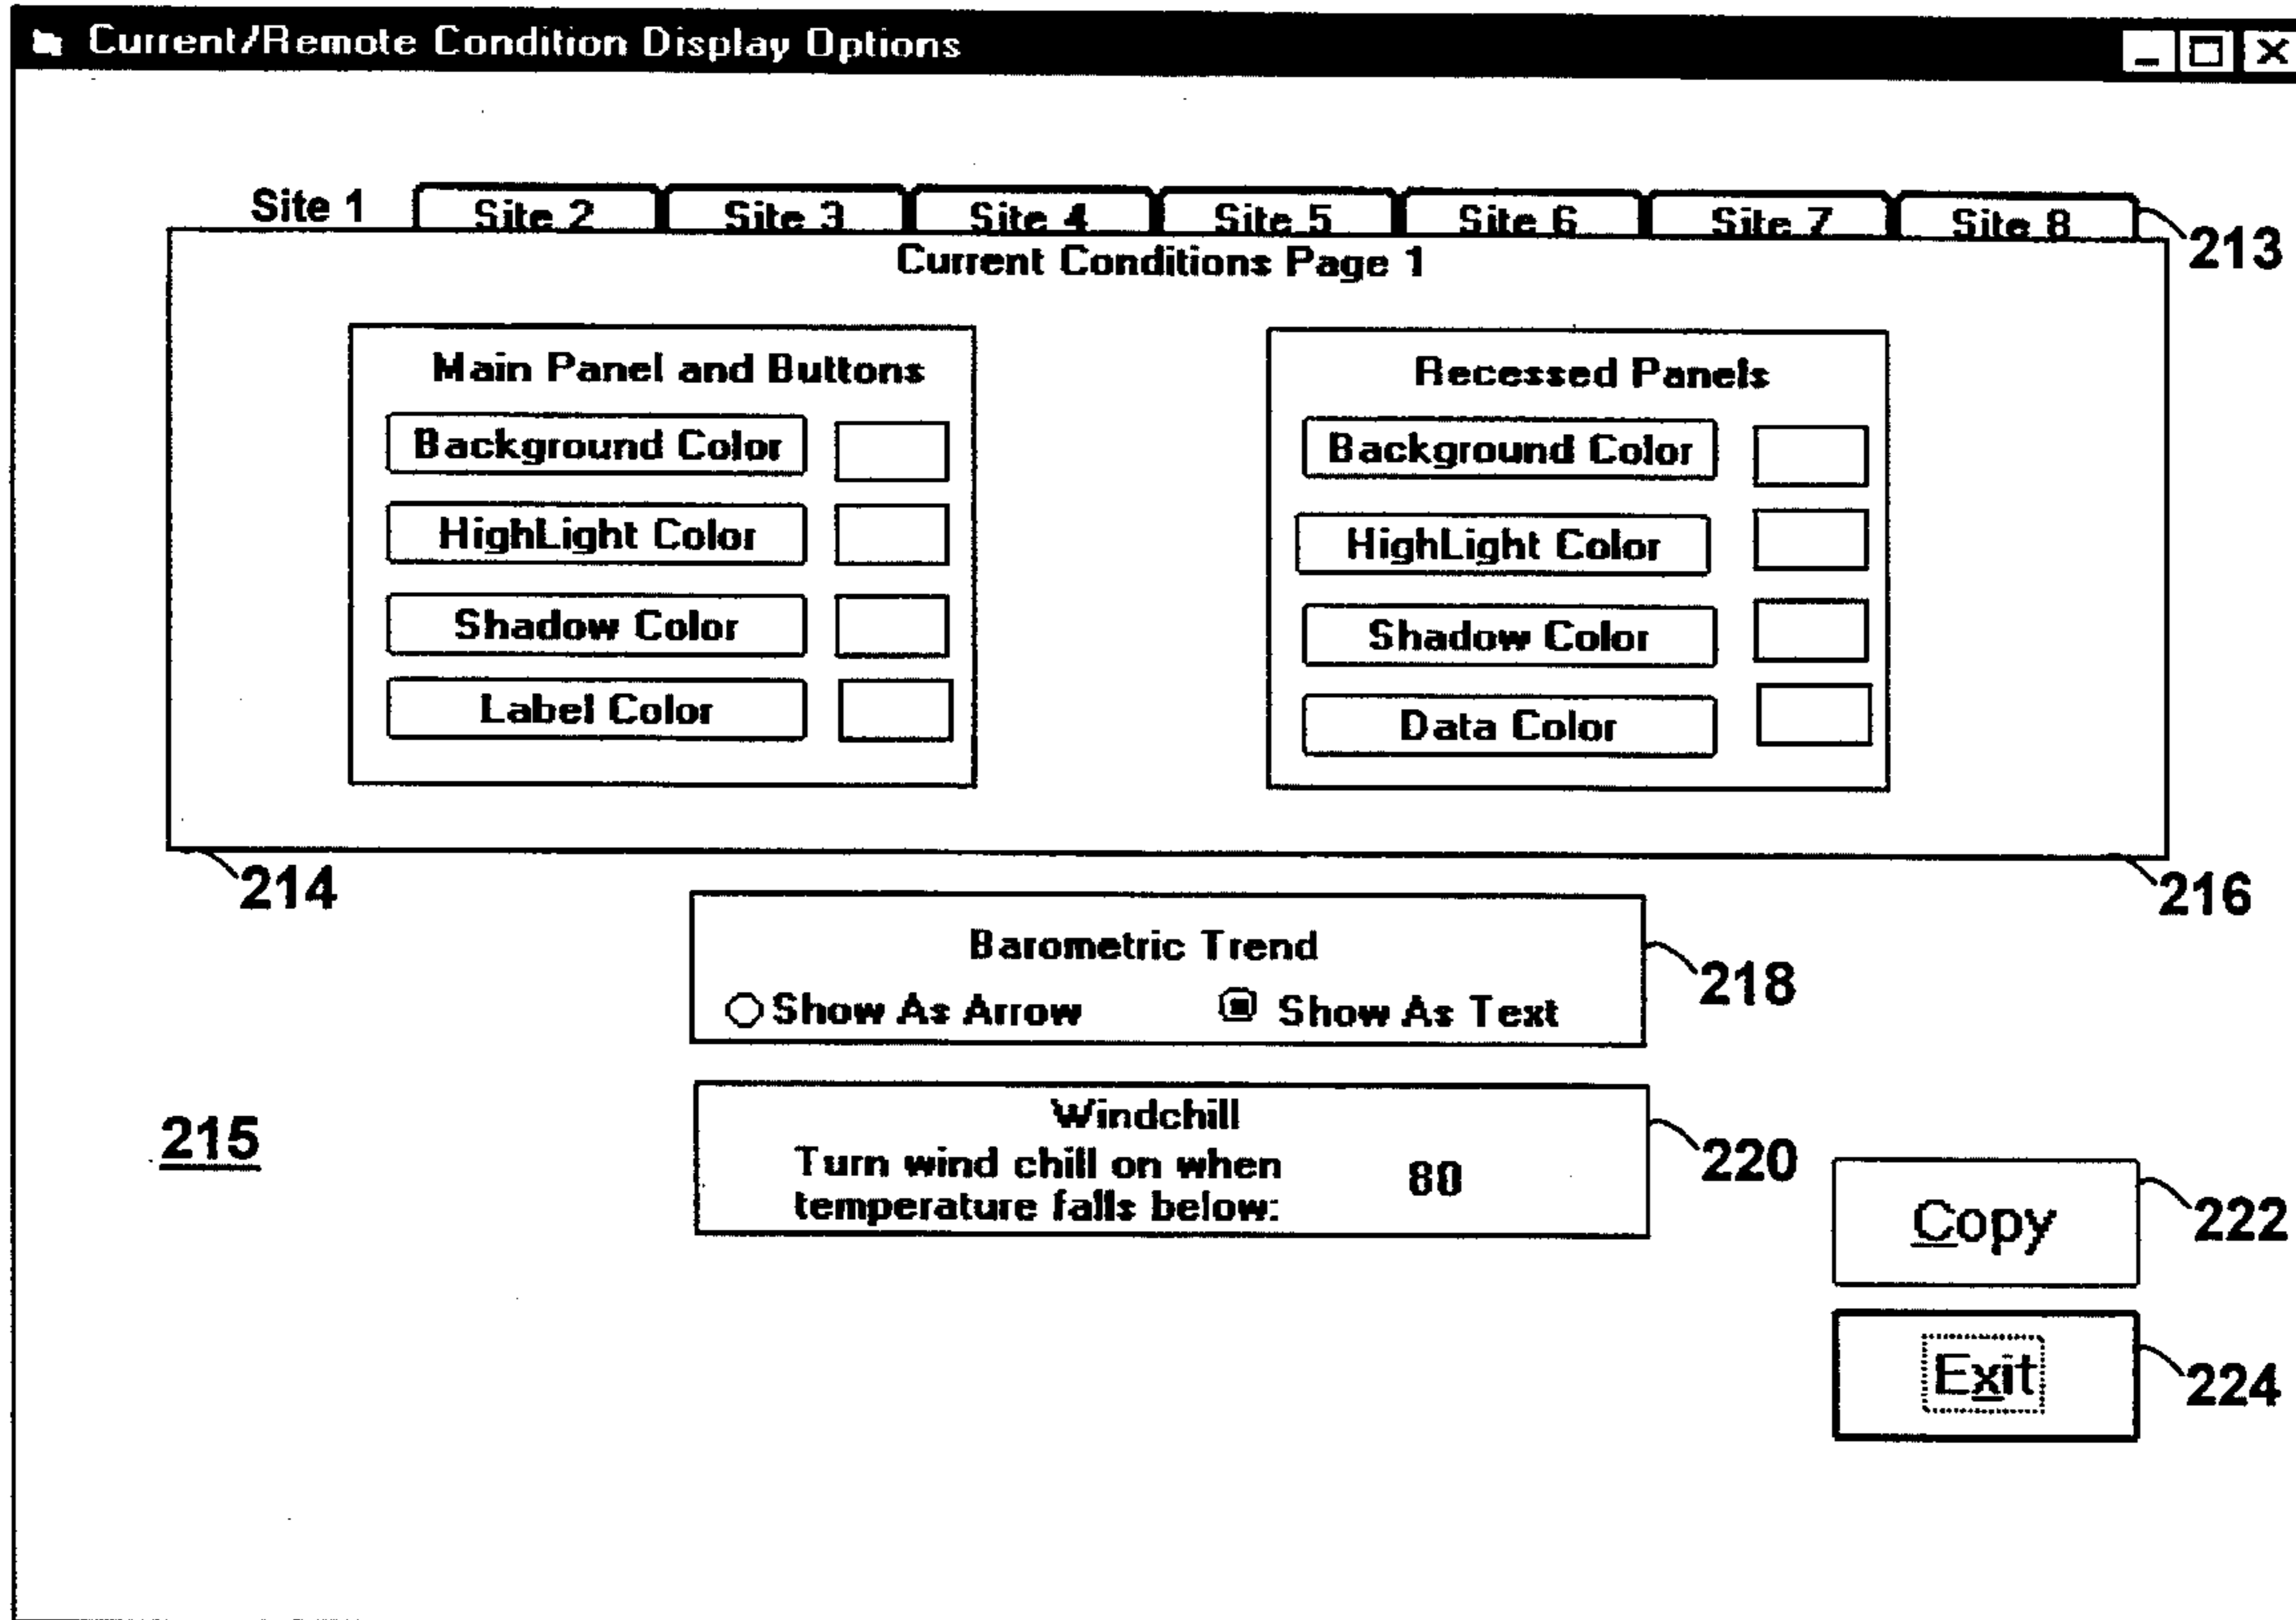 Current/Remote Condition Display Options
Site 1 Site 2 Site 3 Site 4 Site 5 Site 6 Site 7 Site 8
213
Current Conditions Page 1
Main Panel and Buttons
Background Color
HighLight Color
Shadow Color
Label Color
Recessed Panels
Background Color
HighLight Color
Shadow Color
Data Color
214
216
Barometric Trend
Show As Arrow Show As Text
218
Windchill
Turn wind chill on when
temperature falls below:
80
220
215
Copy
222
Exit
224